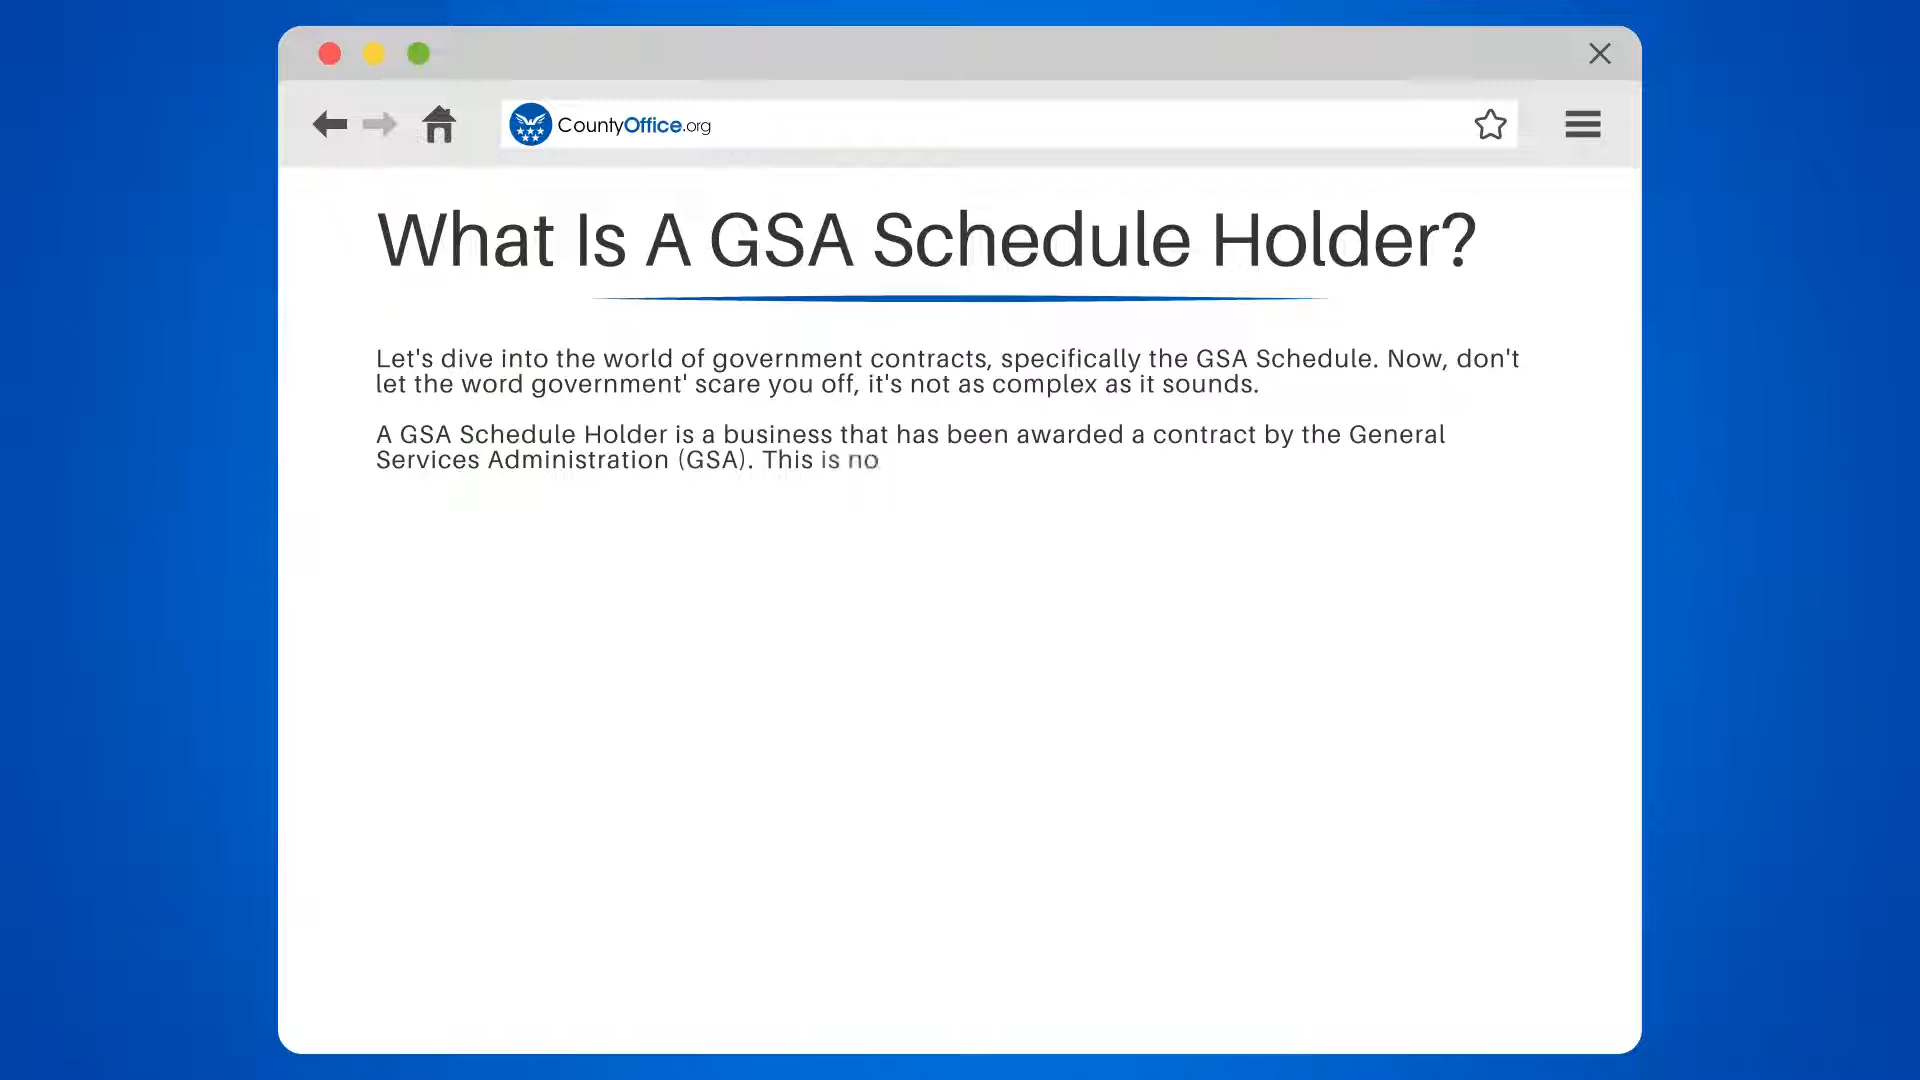 CountyOffice.org
What Is A GSA Schedule Holder?
Let's dive into the world of government contracts, specifically the GSA Schedule. Now, don't
let the word government' scare you off, it's not as complex as it sounds.
A GSA Schedule Holder is a business that has been awarded a contract by the General
Services Administration (GSA). This is no